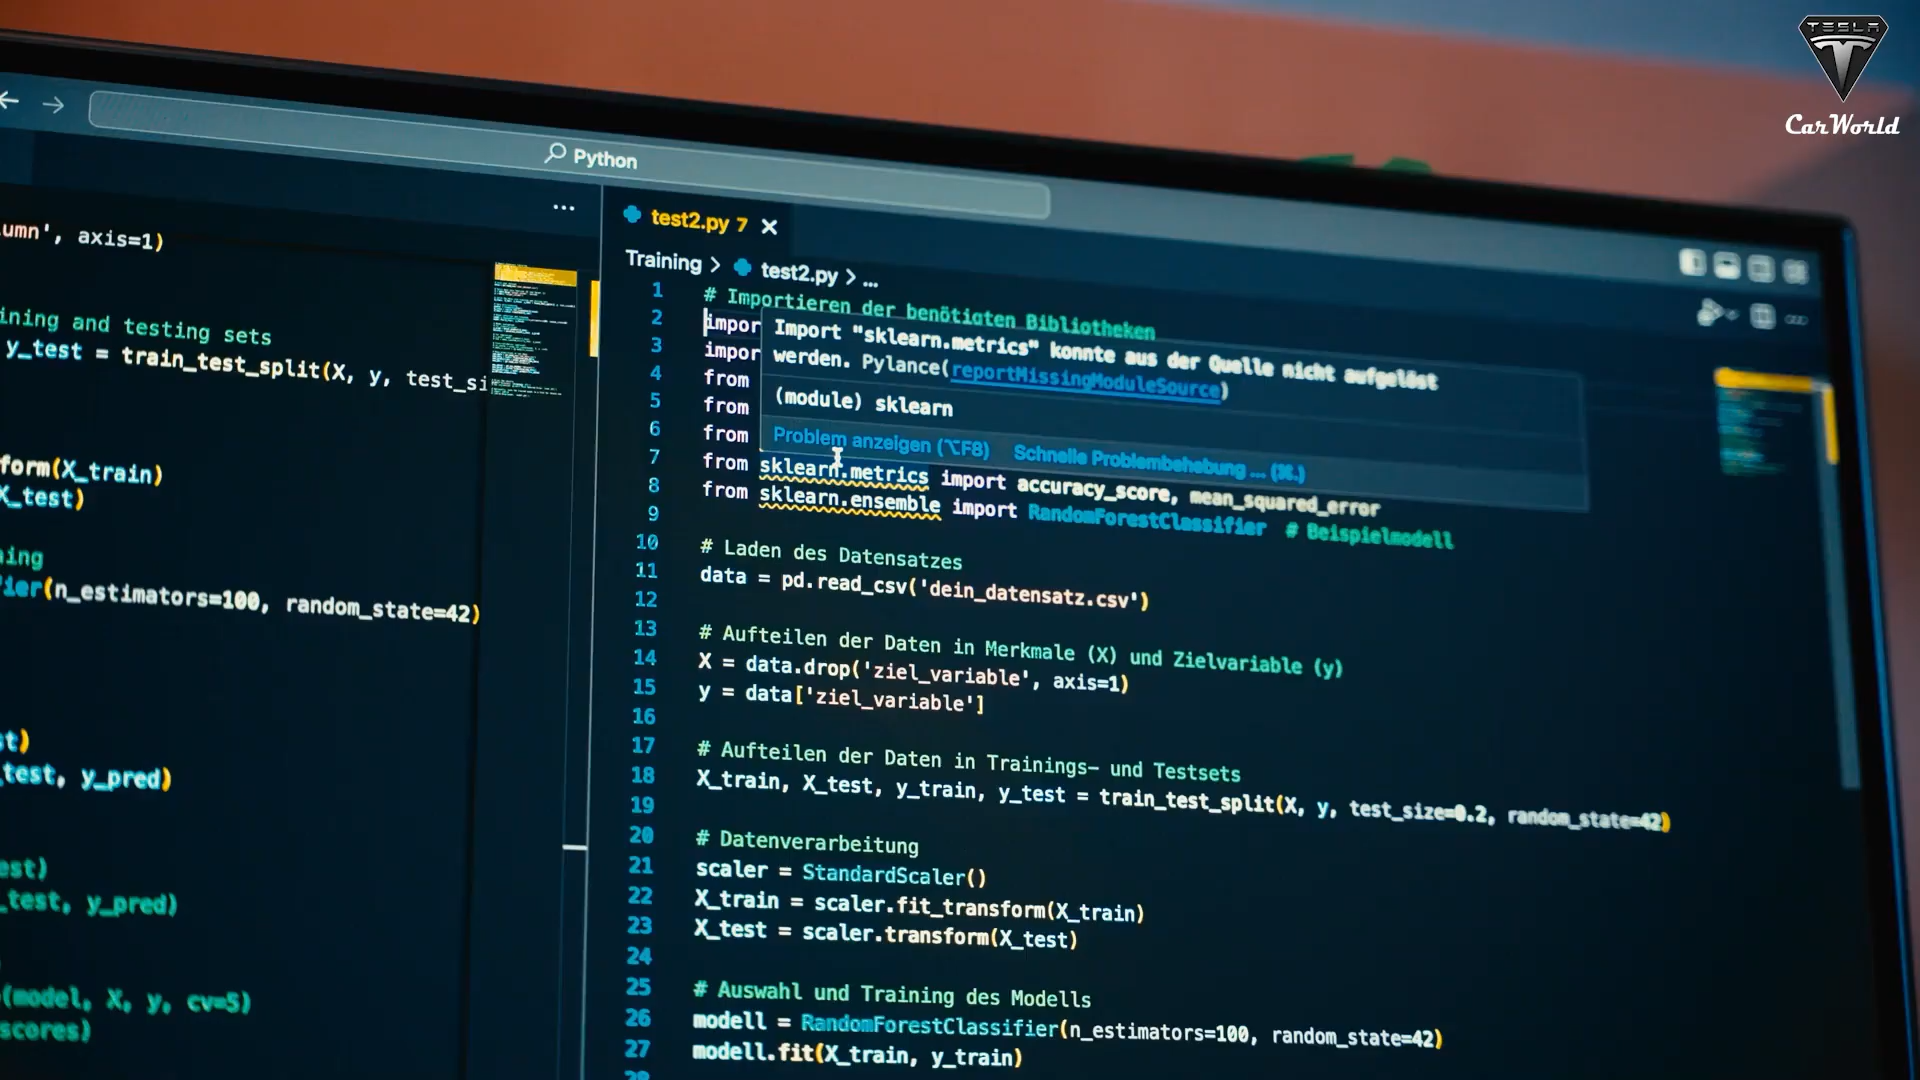 TESLA
CarWorld
Python
umn', axis=1)
ining and testing sets
y_test = train_test_split(X, y, test_si
form(X_train)
X_test)
ning
ier(n_estimators=100, random_state=42)
st)
_test, y_pred)
est)
_test, y_pred)
(model, X, y, cv=5)
scores)
test2.py 7
Training > test2.py > ...
1 # Importieren der benötigten Bibliotheken
2 impor
3 impor
4 from
5 from
6 from
Import "sklearn.metrics" konnte aus der Quelle nicht aufgelöst
werden. Pylance(reportMissingModuleSource)
(module) sklearn
Problem anzeigen (⌥F8) Schnelle Problembehebung ... (⌘.)
7 from sklearn.metrics import accuracy_score, mean_squared_error
8 from sklearn.ensemble import RandomForestClassifier # Beispielmodell
9
10 # Laden des Datensatzes
11 data = pd.read_csv('dein_datensatz.csv')
12
13 # Aufteilen der Daten in Merkmale (X) und Zielvariable (y)
14 X = data.drop('ziel_variable', axis=1)
15 y = data['ziel_variable']
16
17 # Aufteilen der Daten in Trainings- und Testsets
18 X_train, X_test, y_train, y_test = train_test_split(X, y, test_size=0.2, random_state=42)
19
20 # Datenverarbeitung
21 scaler = StandardScaler()
22 X_train = scaler.fit_transform(X_train)
23 X_test = scaler.transform(X_test)
24
25 # Auswahl und Training des Modells
26 modell = RandomForestClassifier(n_estimators=100, random_state=42)
27 modell.fit(X_train, y_train)